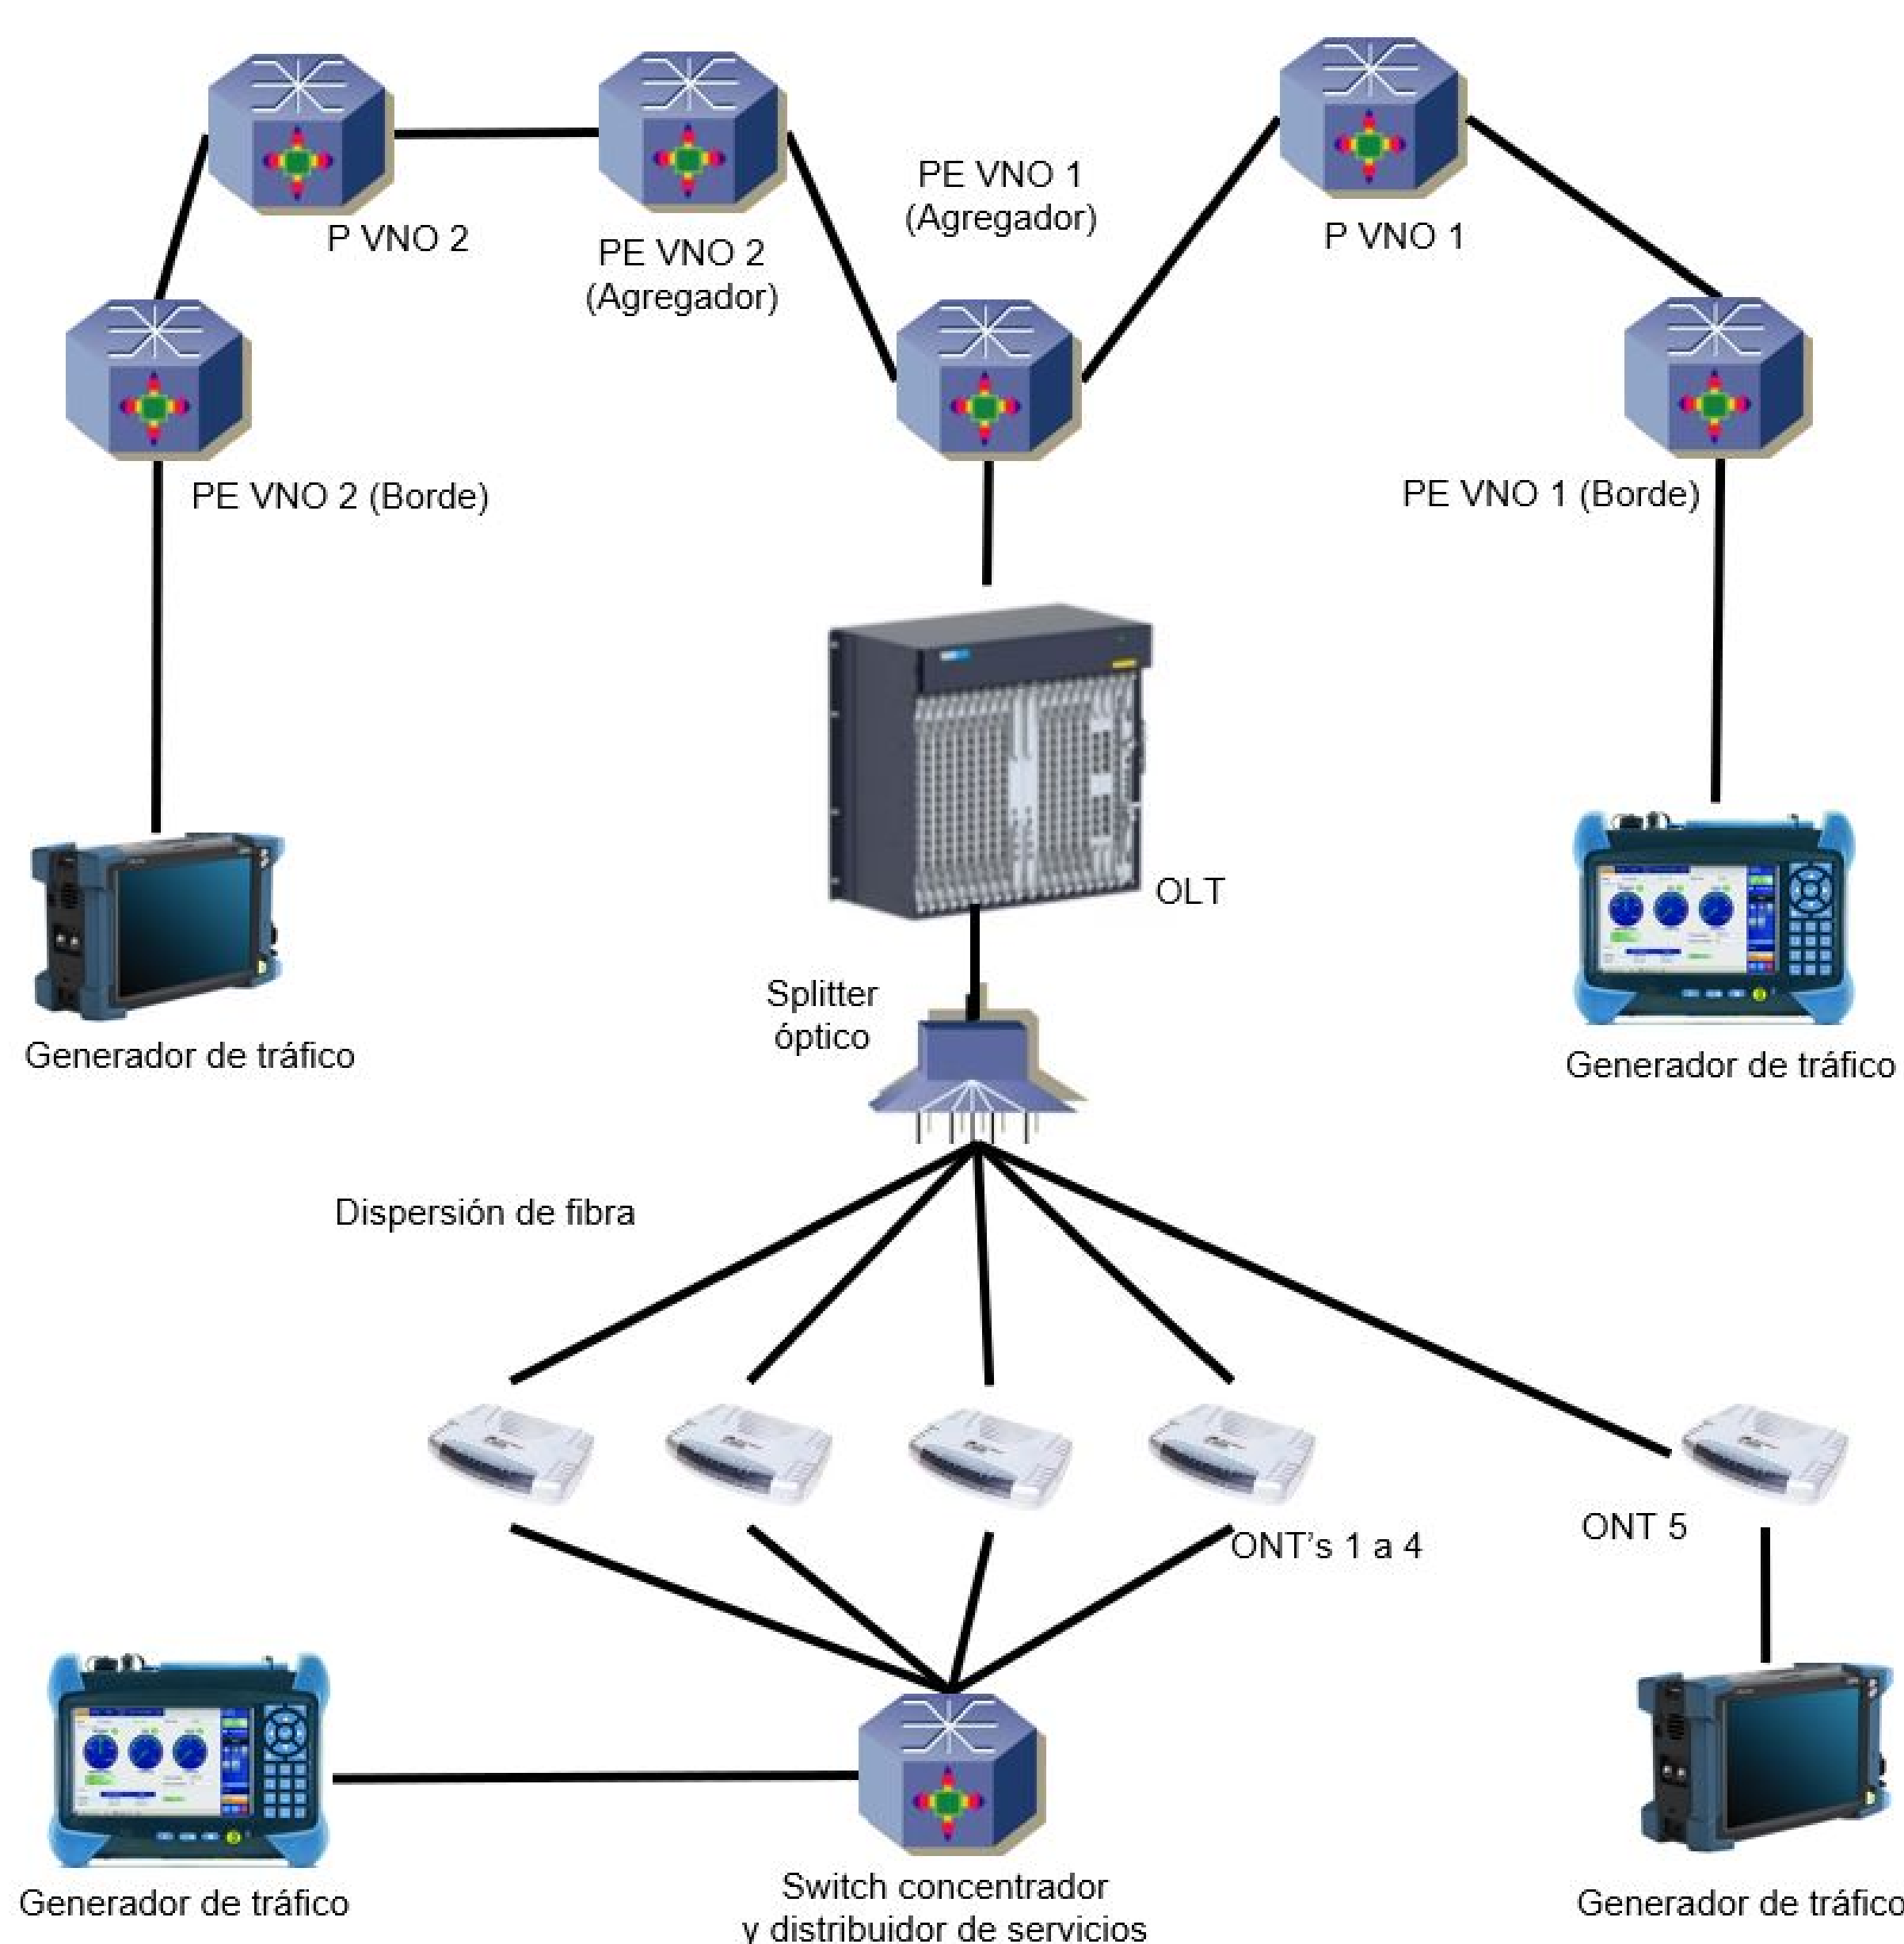 PE VNO 1
(Agregador)
P VNO 2
P VNO 1
PE VNO 2
(Agregador)
PE VNO 2 (Borde)
PE VNO 1 (Borde)
OLT
Splitter
óptico
Generador de tráfico
Generador de tráfico
Dispersión de fibra
ONT's 1 a 4
ONT 5
Generador de tráfico
Switch concentrador
y distribuidor de servicios
Generador de tráfico